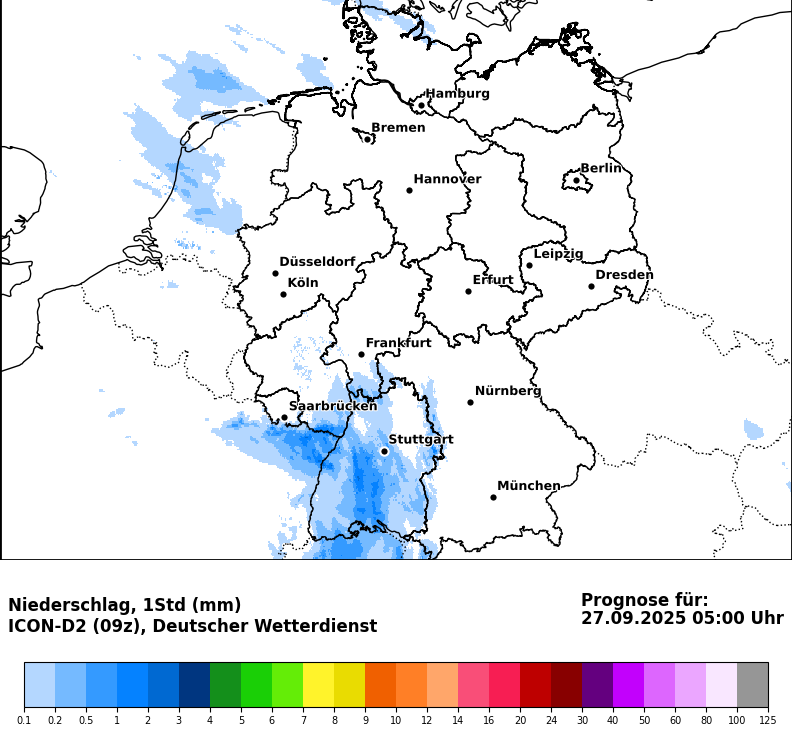 Hamburg
Bremen
Berlin
Hannover
Leipzig
Düsseldorf
Dresden
Köln
Erfurt
Frankfurt
Nürnberg
Saarbrücken
Stuttgart
München
Niederschlag, 1Std (mm)
ICON-D2 (09z), Deutscher Wetterdienst
Prognose für:
27.09.2025 05:00 Uhr
0.1 0.2 0.5 1 2 3 4 5 6 7 8 9 10 12 14 16 20 24 30 40 50 60 80 100 125